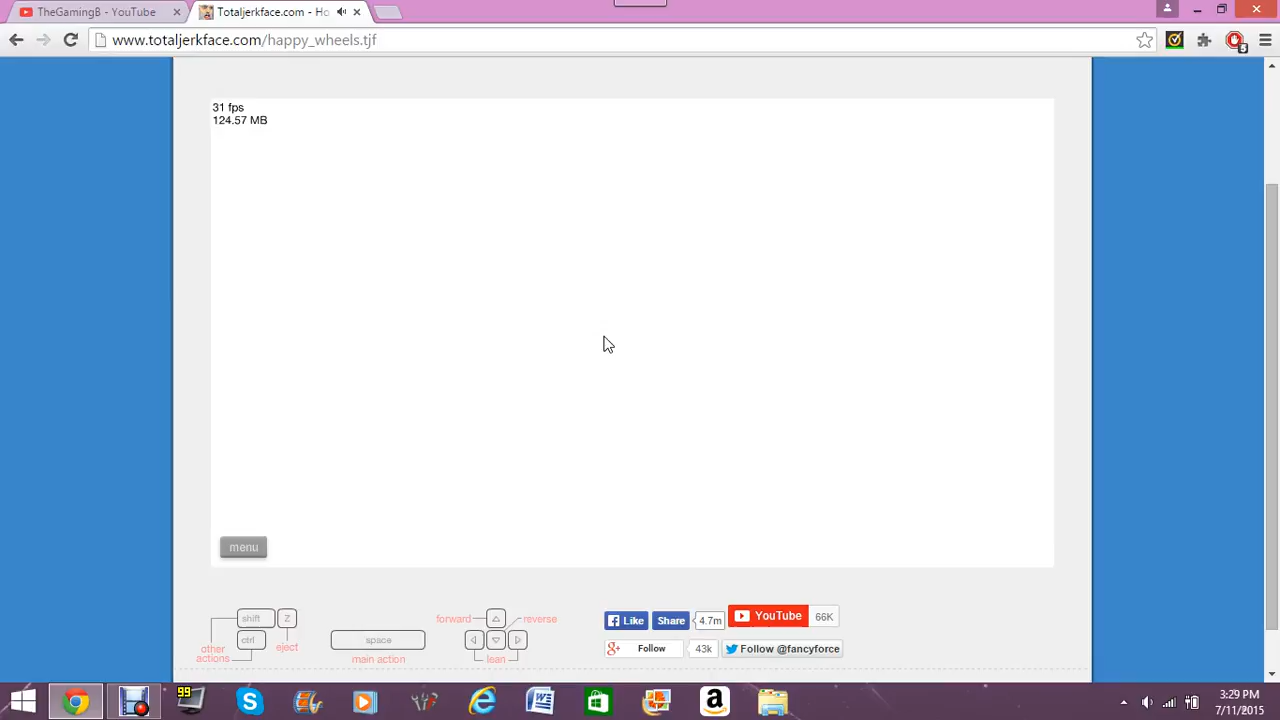 TheGamingB - YouTube
Totaljerkface.com - Ho
www.totaljerkface.com/happy_wheels.tjf
31 fps
124.57 MB
menu
shift
Z
ctrl
other actions
eject
space
main action
forward
reverse
lean
Like
Share
4.7m
YouTube
66K
Follow
43k
Follow @fancyforce
99
3:29 PM
7/11/2015